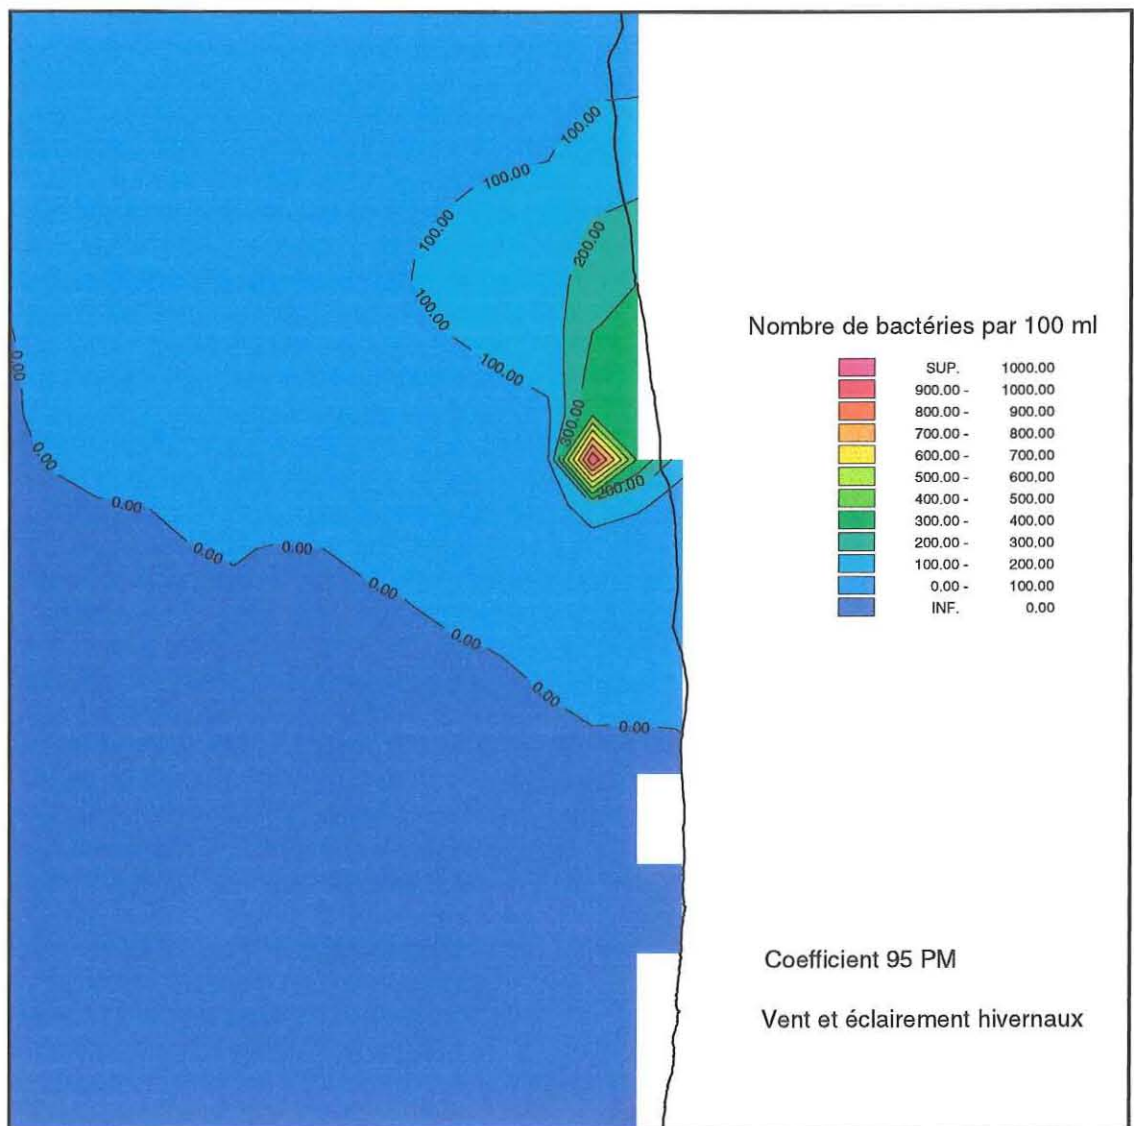 100.00
100.00
100.00
200.00
100.00
100.00
0.00
300.00
0.00
200.00
0.00
0.00
0.00
0.00
0.00
0.00
0.00
Nombre de bactéries par 100 ml
SUP. 1000.00
900.00 - 1000.00
800.00 - 900.00
700.00 - 800.00
600.00 - 700.00
500.00 - 600.00
400.00 - 500.00
300.00 - 400.00
200.00 - 300.00
100.00 - 200.00
0.00 - 100.00
INF. 0.00
Coefficient 95 PM
Vent et éclairement hivernaux